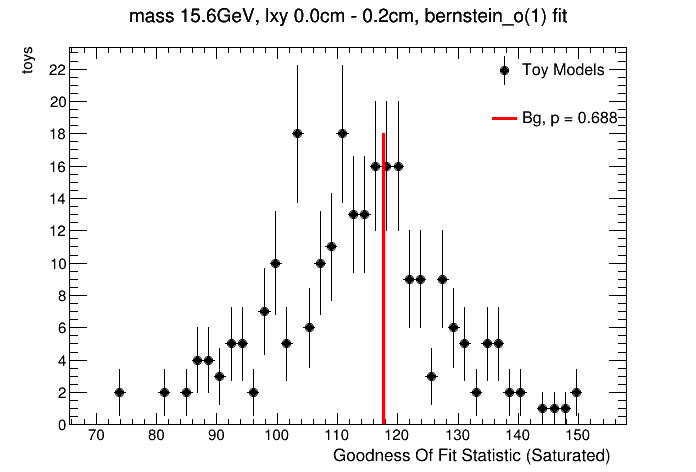 mass 15.6GeV, lxy 0.0cm - 0.2cm, bernstein_o(1) fit
toys
22
20
18
16
14
12
10
8
6
4
2
0
Toy Models
Bg, p = 0.688
70 80 90 100 110 120 130 140 150
Goodness Of Fit Statistic (Saturated)